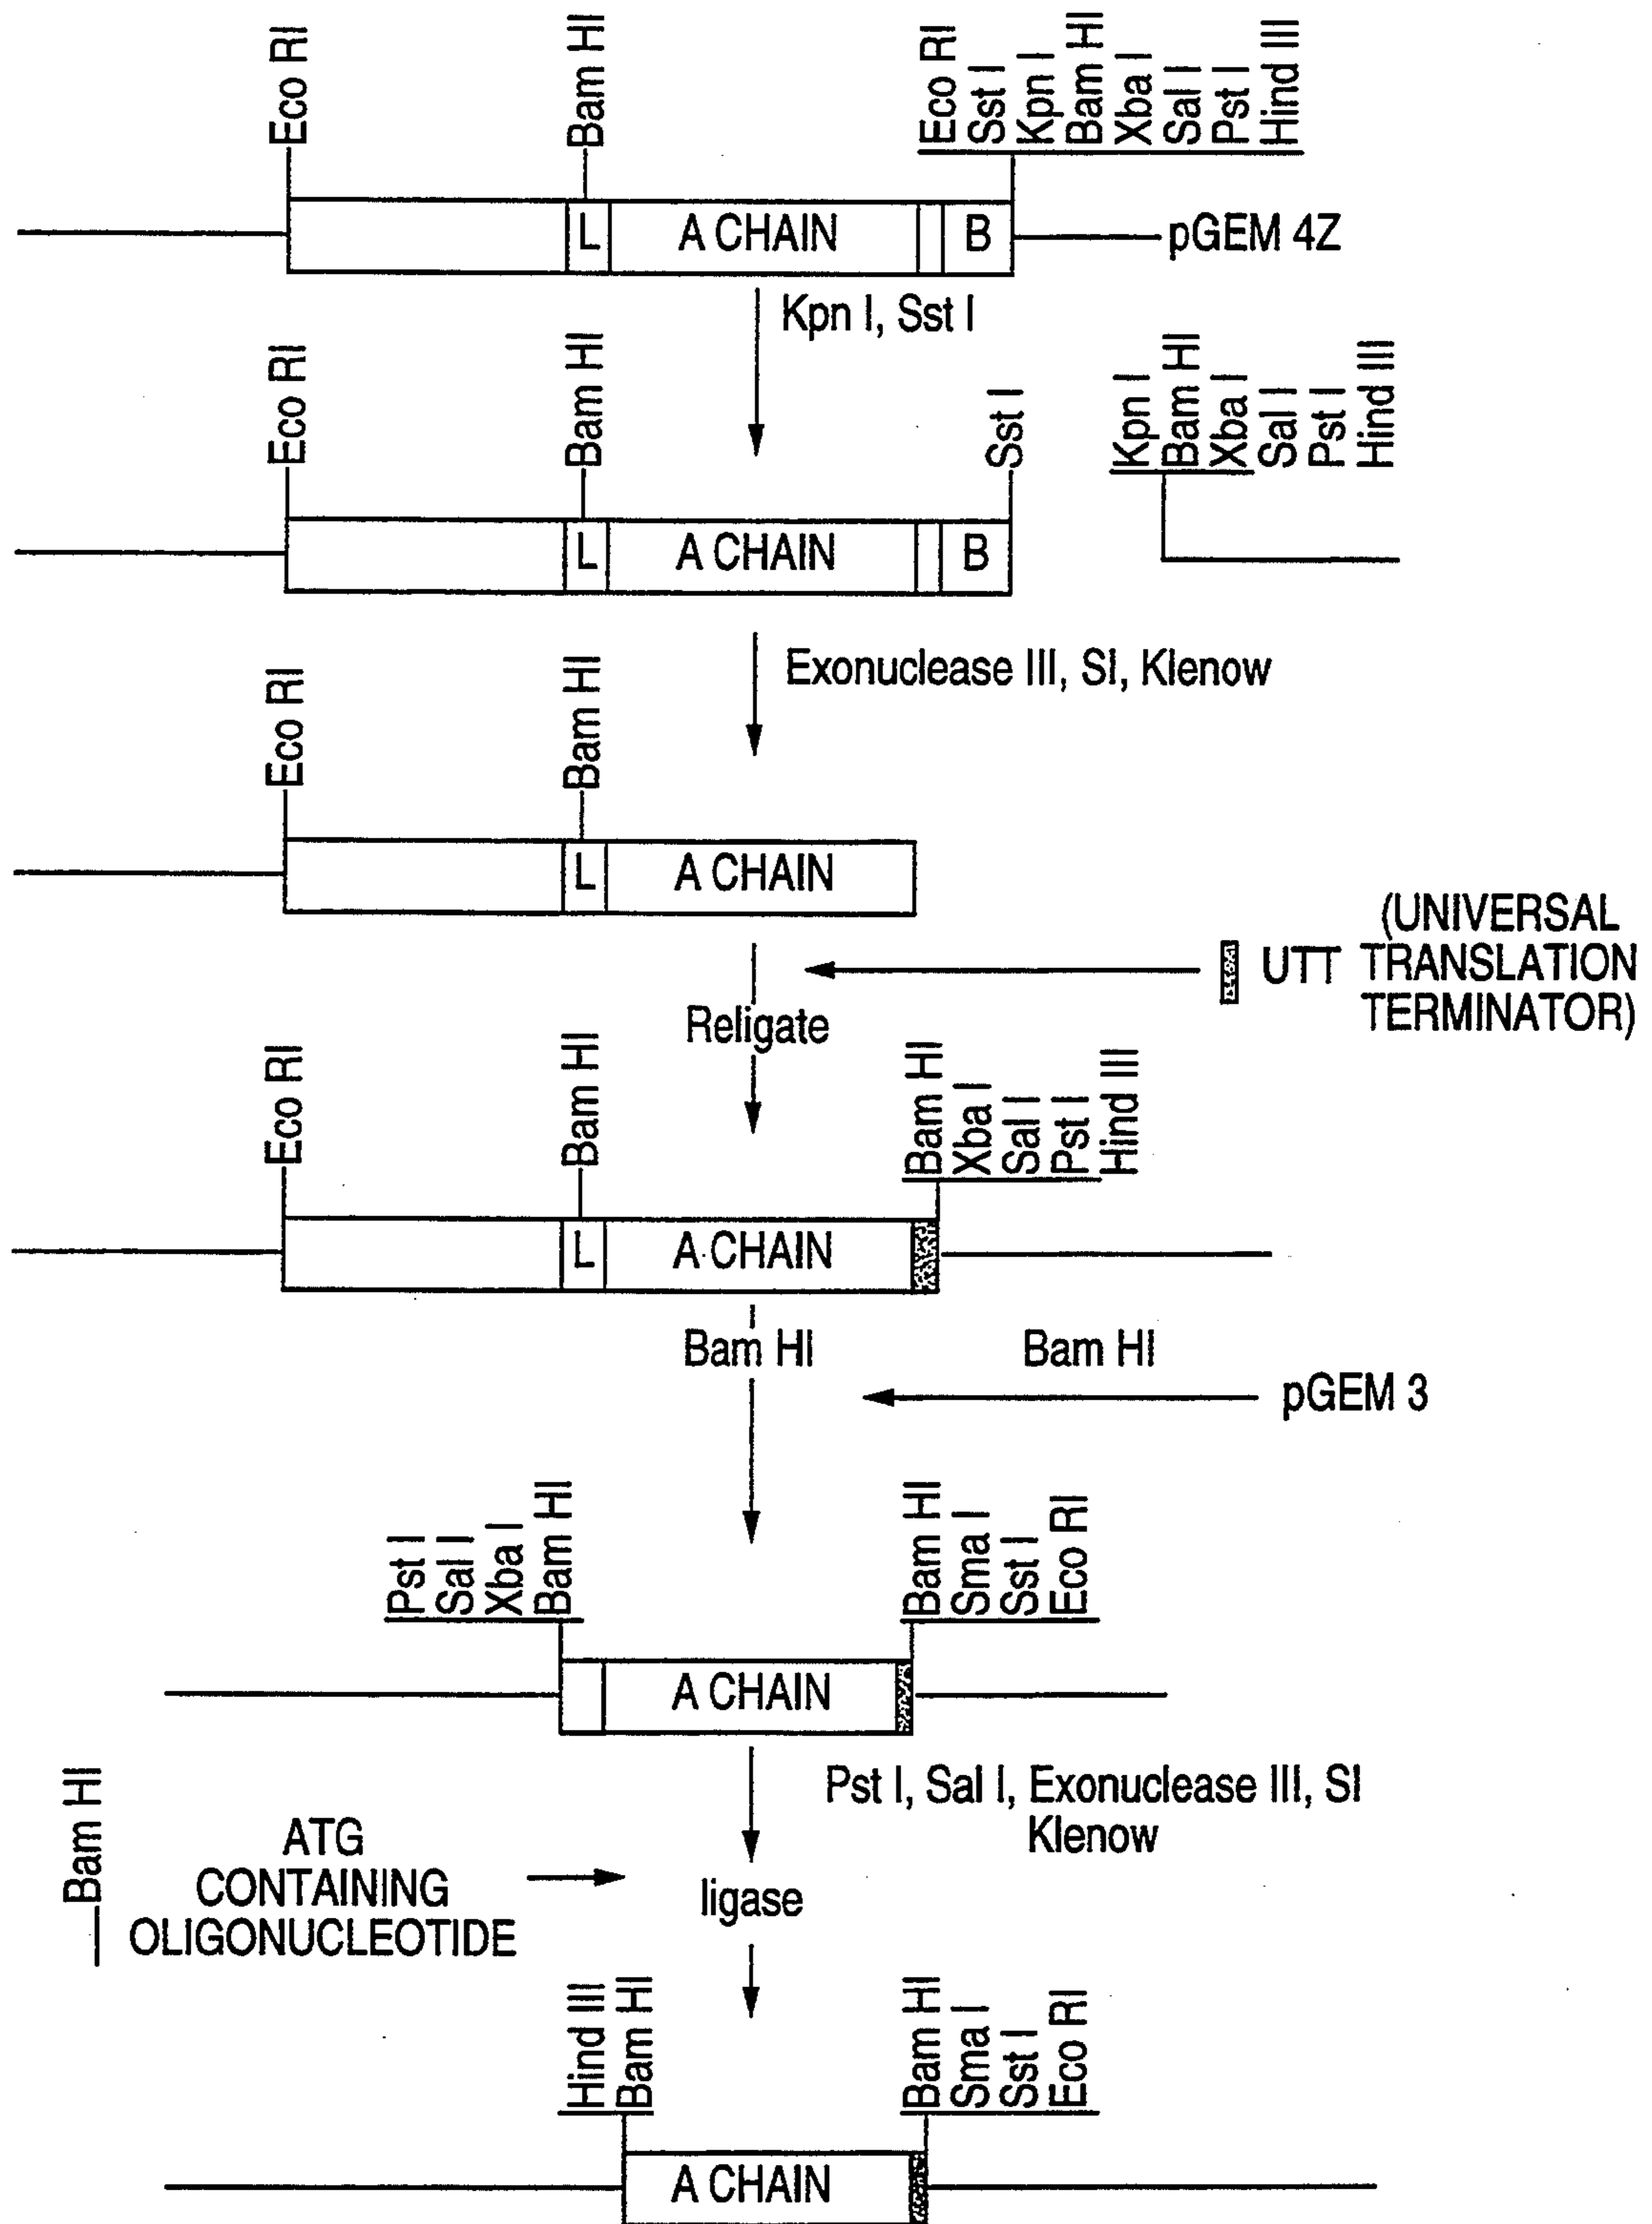 Eco RI
Bam HI
Eco RI
Sst I
Kpn I
Bam HI
Xba I
Sal I
Pst I
Hind III
L
A CHAIN
B
pGEM 4Z
Kpn I, Sst I
Eco RI
Bam HI
Sst I
Kpn I
Bam HI
Xba I
Sal I
Pst I
Hind III
L
A CHAIN
B
Exonuclease III, SI, Klenow
Eco RI
Bam HI
L
A CHAIN
UTT
(UNIVERSAL
TRANSLATION
TERMINATOR)
Religate
Eco RI
Bam HI
Bam HI
Xba I
Sal I
Pst I
Hind III
L
A CHAIN
Bam HI
Bam HI
pGEM 3
Pst I
Sal I
Xba I
Bam HI
Bam HI
Sma I
Sst I
Eco RI
A CHAIN
Pst I, Sal I, Exonuclease III, SI
Klenow
Bam HI
ATG
CONTAINING
OLIGONUCLEOTIDE
ligase
Hind III
Bam HI
Bam HI
Sma I
Sst I
Eco RI
A CHAIN